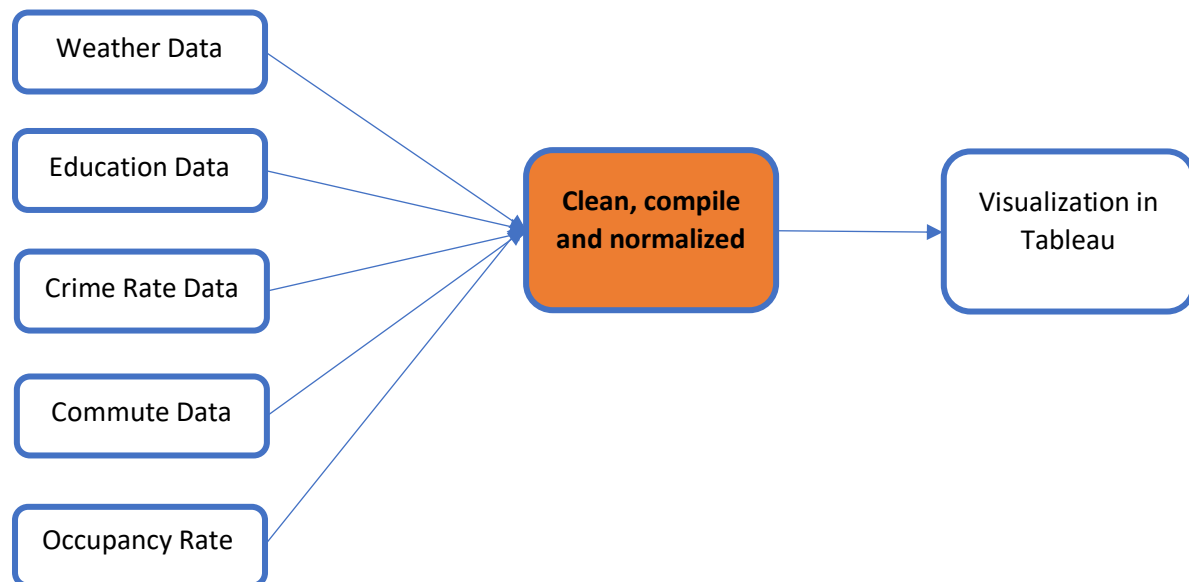 Weather Data
Education Data
Crime Rate Data
Commute Data
Occupancy Rate
Clean, compile
and normalized
Visualization in
Tableau